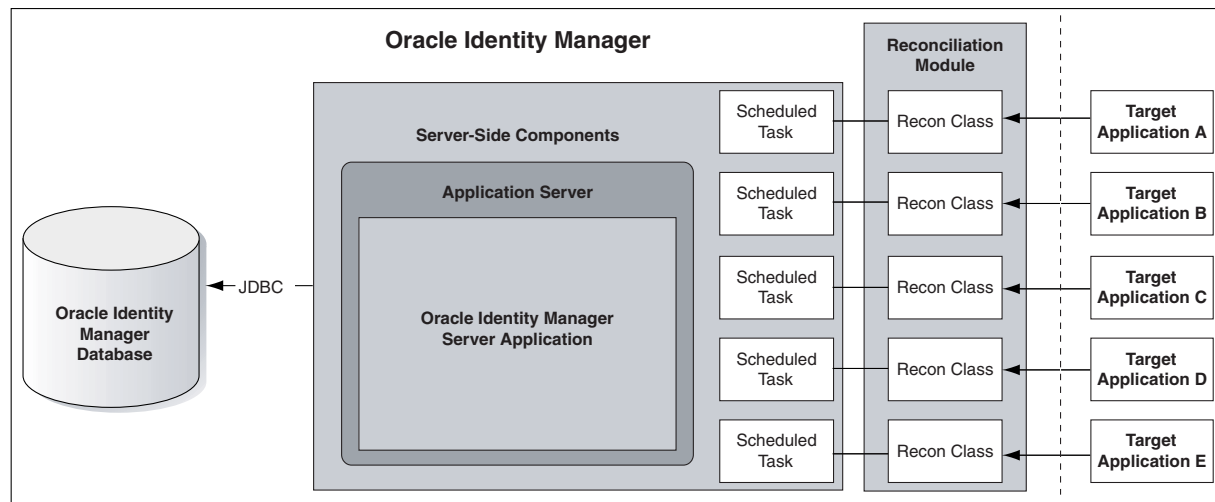 Oracle Identity Manager
Reconciliation
Module
Server-Side Components
Application Server
Oracle Identity Manager
Server Application
Oracle Identity
Manager
Database
JDBC
Scheduled
Task
Recon Class
Target
Application A
Scheduled
Task
Recon Class
Target
Application B
Scheduled
Task
Recon Class
Target
Application C
Scheduled
Task
Recon Class
Target
Application D
Scheduled
Task
Recon Class
Target
Application E